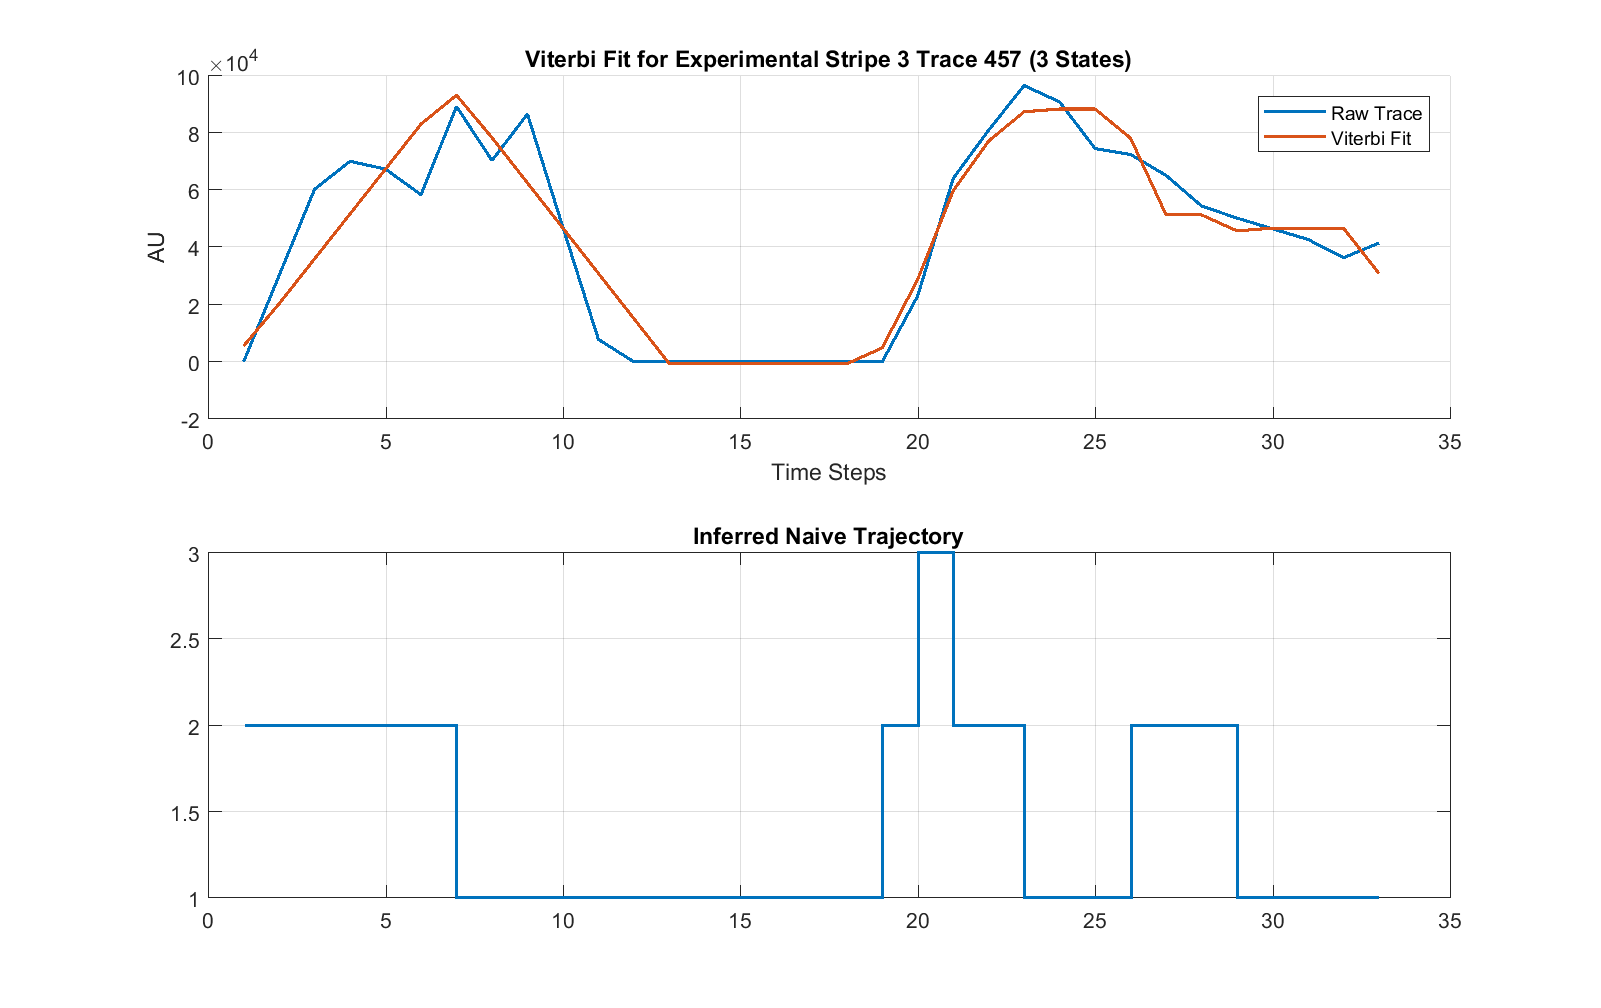 Viterbi Fit for Experimental Stripe 3 Trace 457 (3 States)
×10⁴
10
8
6
4
2
0
-2
AU
Raw Trace
Viterbi Fit
0 5 10 15 20 25 30 35
Time Steps
Inferred Naive Trajectory
3
2.5
2
1.5
1
0 5 10 15 20 25 30 35